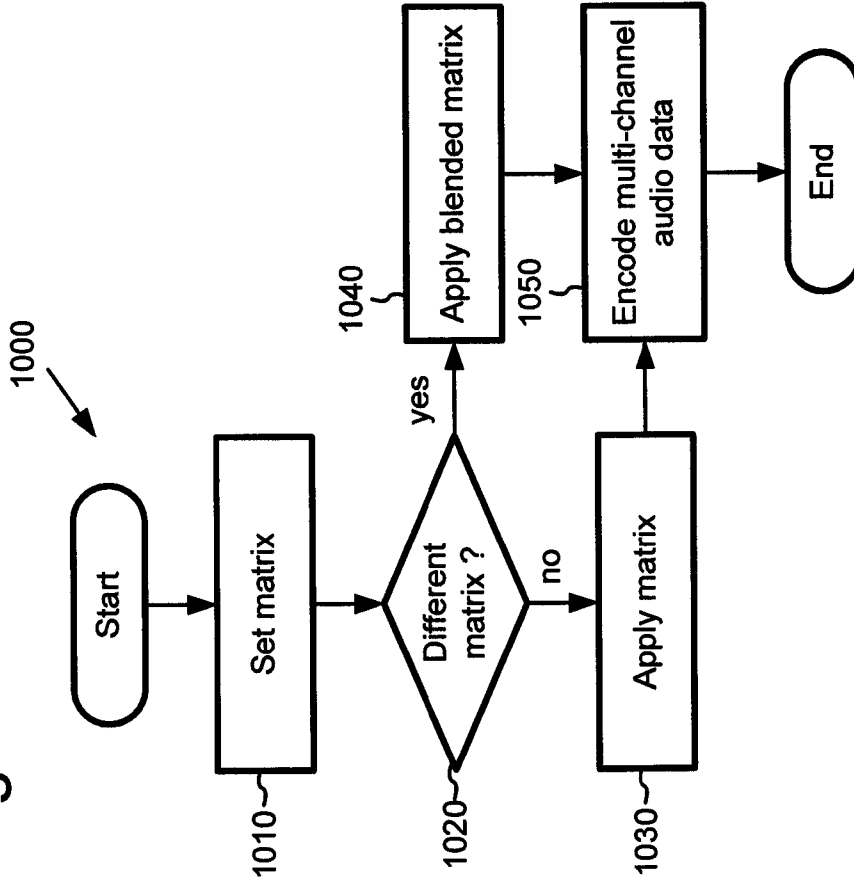 1000
Start
Set matrix
1010
Different
matrix ?
1020
yes
no
Apply matrix
1030
1040
Apply blended matrix
1050
Encode multi-channel
audio data
End